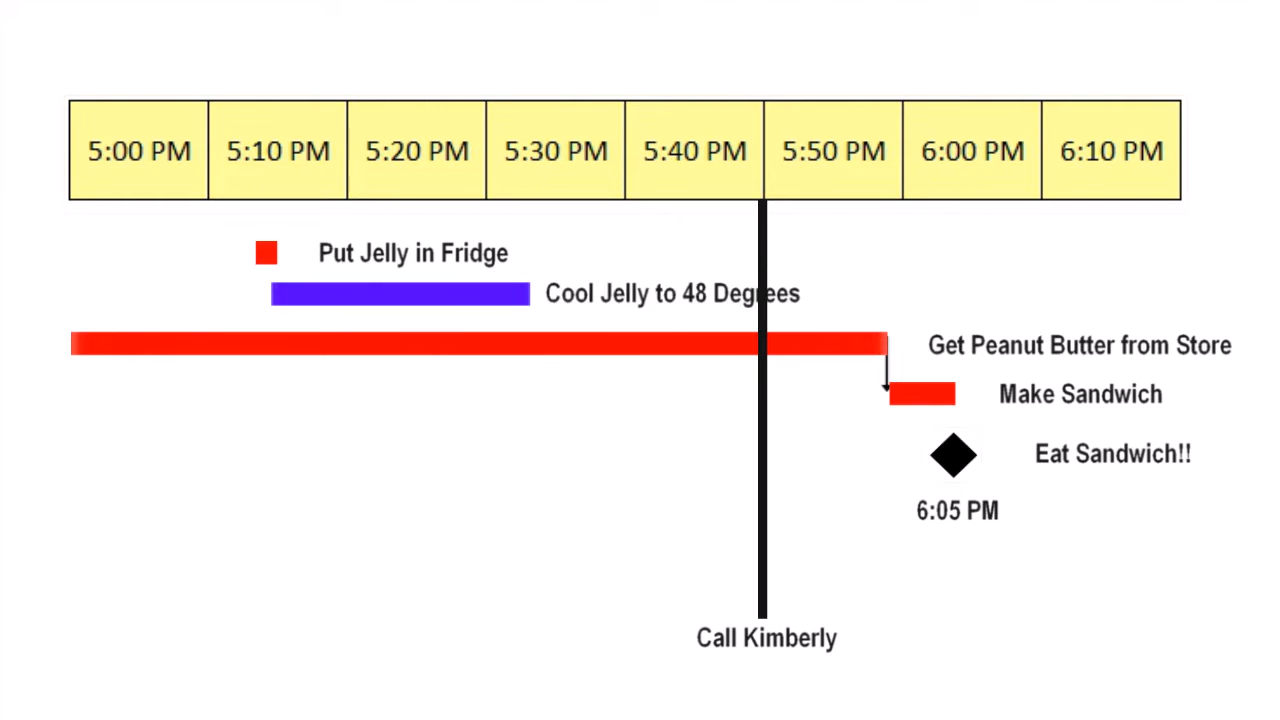 5:00 PM 5:10 PM 5:20 PM 5:30 PM 5:40 PM 5:50 PM 6:00 PM 6:10 PM
Put Jelly in Fridge
Cool Jelly to 48 Degrees
Get Peanut Butter from Store
Make Sandwich
Eat Sandwich!!
6:05 PM
Call Kimberly